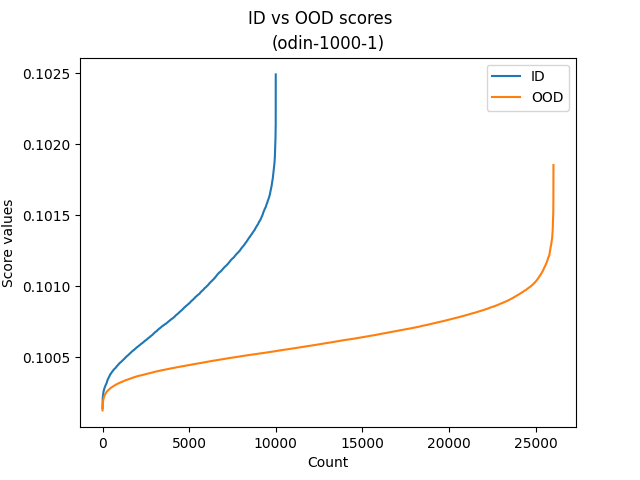 ID vs OOD scores
(odin-1000-1)
ID
OOD
0.1025
0.1020
0.1015
0.1010
0.1005
Score values
0
5000
10000
15000
20000
25000
Count